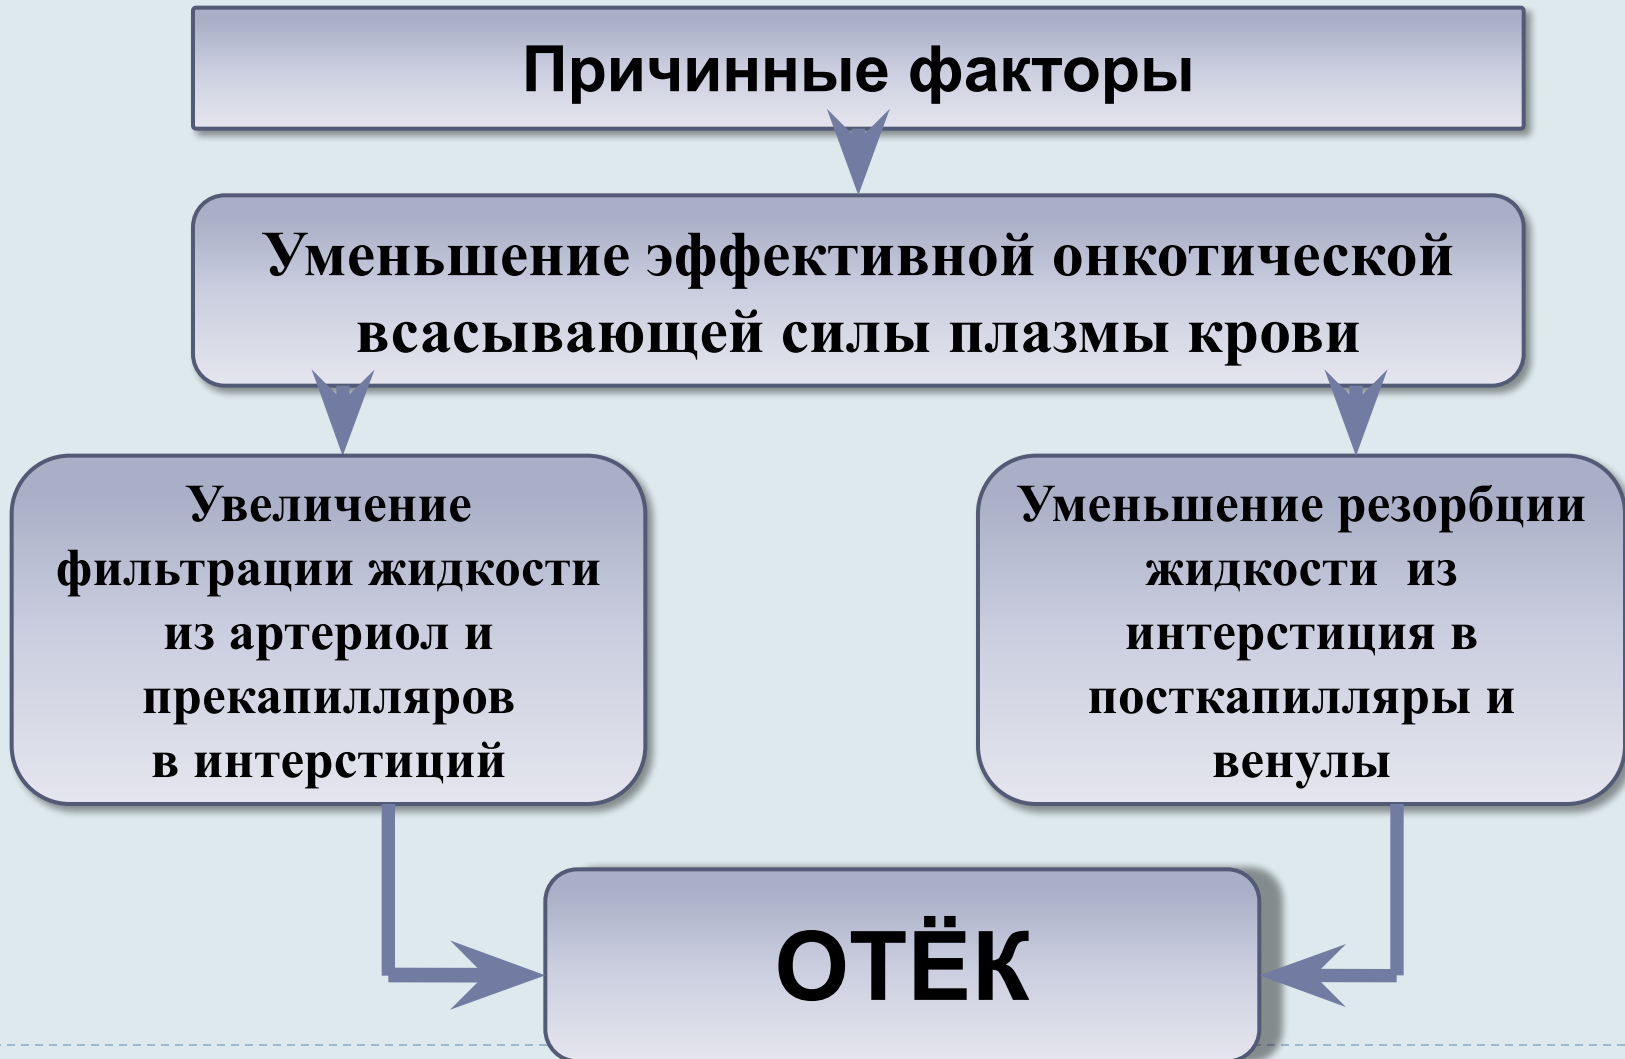 Причинные факторы
Уменьшение эффективной онкотической
всасывающей силы плазмы крови
Увеличение
фильтрации жидкости
из артериол и
прекапилляров
в интерстиций
Уменьшение резорбции
жидкости из
интерстиция в
посткапилляры и
венулы
ОТЁК